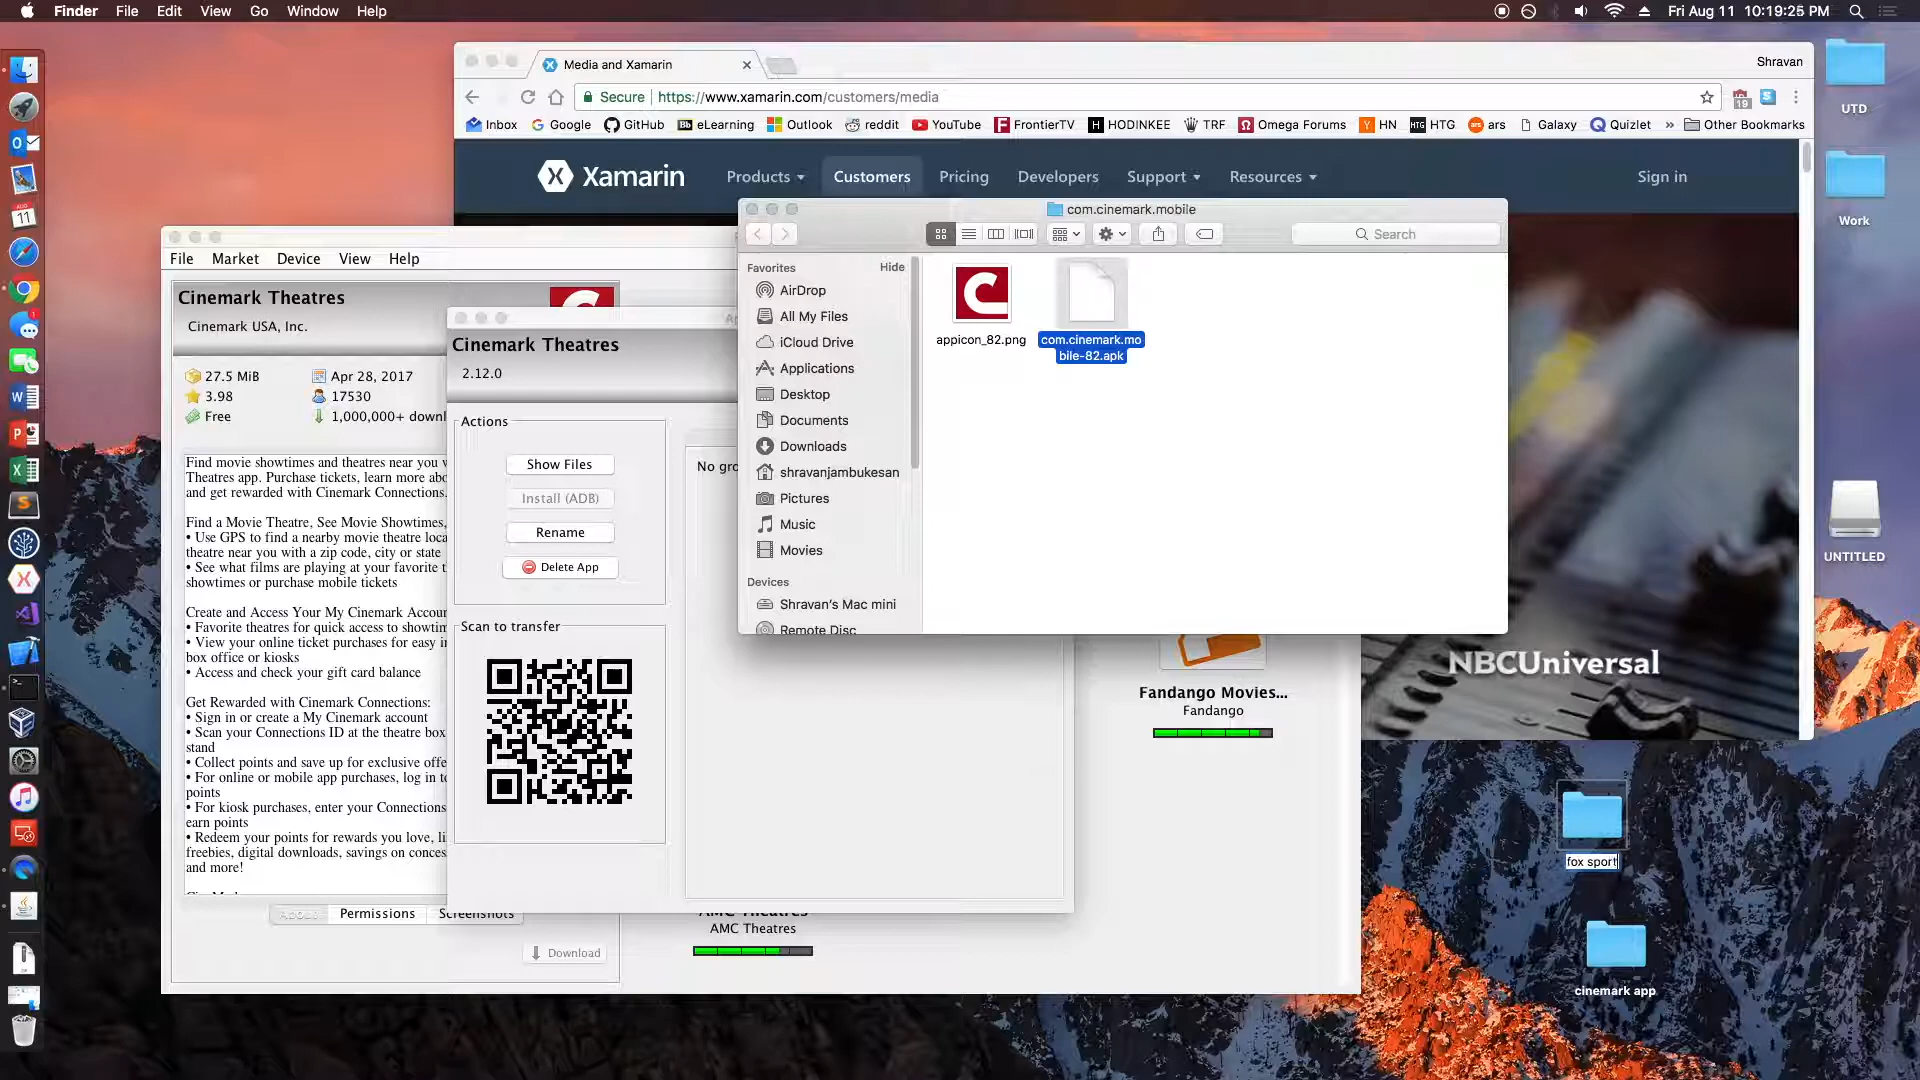 Finder File Edit View Go Window Help
Fri Aug 11 10:19:25 PM
Media and Xamarin
Shravan
Secure https://www.xamarin.com/customers/media
19
Inbox Google GitHub eLearning Outlook reddit YouTube FrontierTV HODINKEE TRF Omega Forums HN HTG ars Galaxy Quizlet » Other Bookmarks
Xamarin
Products Customers Pricing Developers Support Resources Sign in
UTD
Work
UNTITLED
com.cinemark.mobile
Search
Favorites Hide
AirDrop
All My Files
iCloud Drive
Applications
Desktop
Documents
Downloads
shravanjambukesan
Pictures
Music
Movies
Devices
Shravan's Mac mini
Remote Disc
appicon_82.png
com.cinemark.mo
bile-82.apk
File Market Device View Help
Cinemark Theatres
Cinemark USA, Inc.
27.5 MiB Apr 28, 2017
3.98 17530
Free 1,000,000+ downl
Find movie showtimes and theatres near you
Theatres app. Purchase tickets, learn more abo
and get rewarded with Cinemark Connections.
Find a Movie Theatre, See Movie Showtimes,
• Use GPS to find a nearby movie theatre loca
theatre near you with a zip code, city or state
• See what films are playing at your favorite t
showtimes or purchase mobile tickets
Create and Access Your My Cinemark Accou
• Favorite theatres for quick access to showtim
• View your online ticket purchases for easy i
box office or kiosks
• Access and check your gift card balance
Get Rewarded with Cinemark Connections:
• Sign in or create a My Cinemark account
• Scan your Connections ID at the theatre box
stand
• Collect points and save up for exclusive offe
• For online or mobile app purchases, log in t
points
• For kiosk purchases, enter your Connections
earn points
• Redeem your points for rewards you love, li
freebies, digital downloads, savings on conces
and more!
About Permissions Screenshots
Download
Cinemark Theatres
2.12.0
Actions
Show Files
Install (ADB)
Rename
Delete App
No gro
Scan to transfer
AMC Theatres
AMC Theatres
Fandango Movies...
Fandango
NBCUniversal
fox sport
cinemark app
AUG
11
1